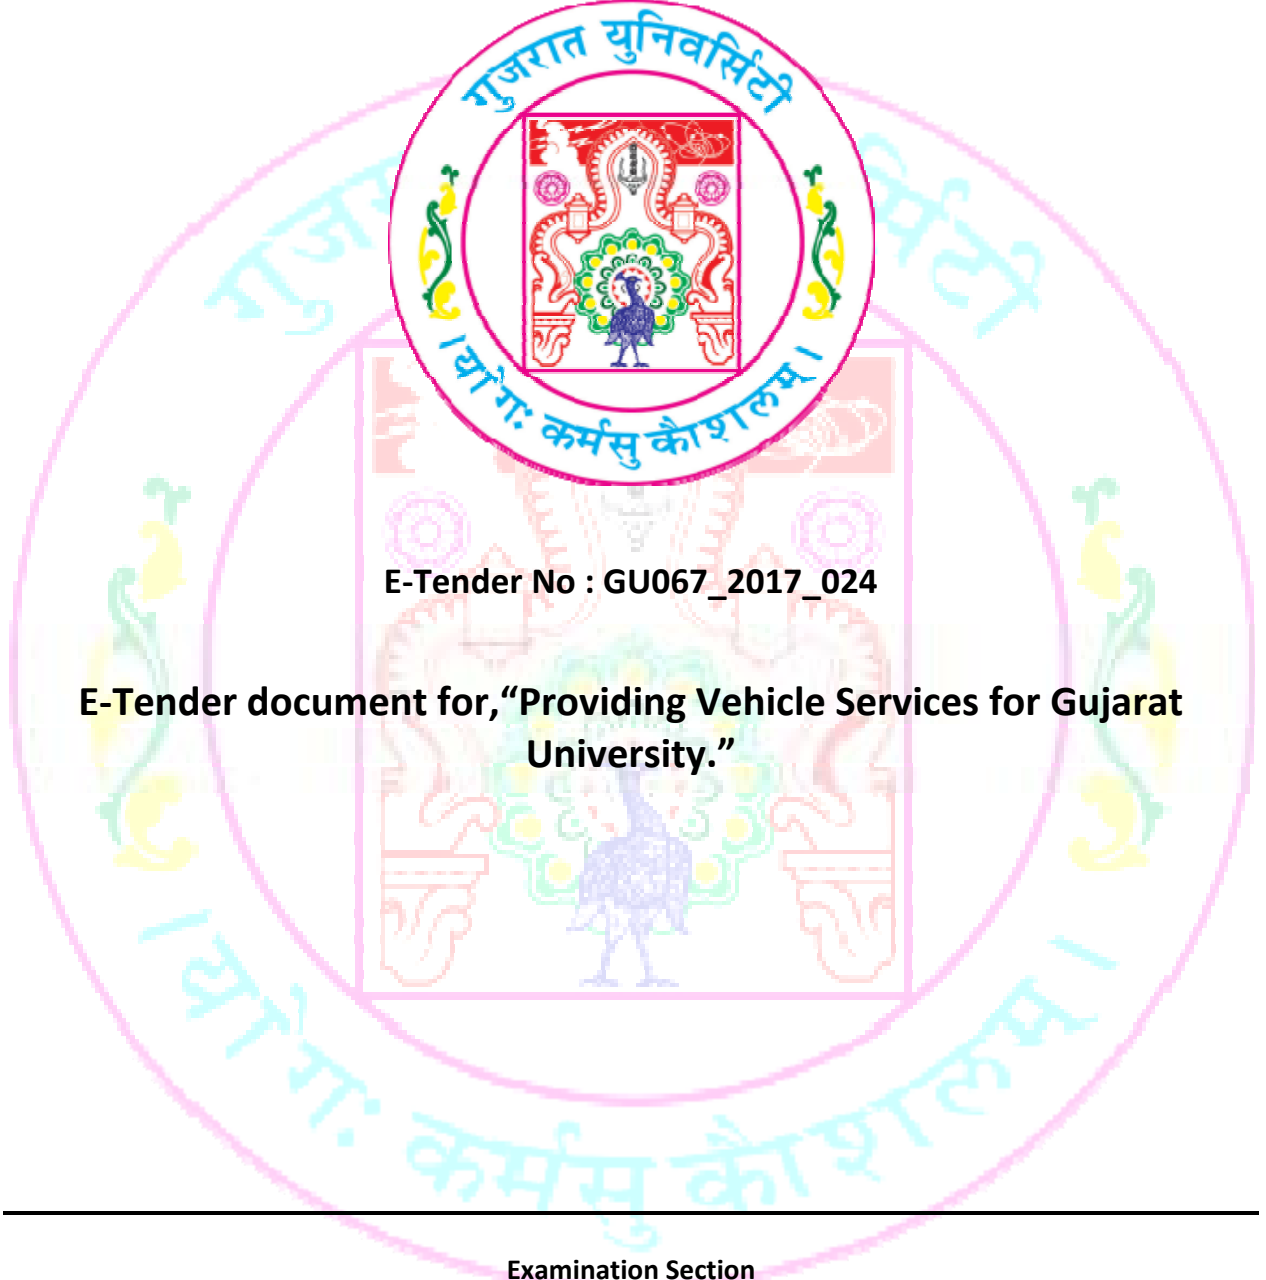 गुजरात युनिवर्सिटी
। योगः कर्मसु कौशलम् ।
E-Tender No : GU067_2017_024
E-Tender document for,“Providing Vehicle Services for Gujarat
University.”
Examination Section